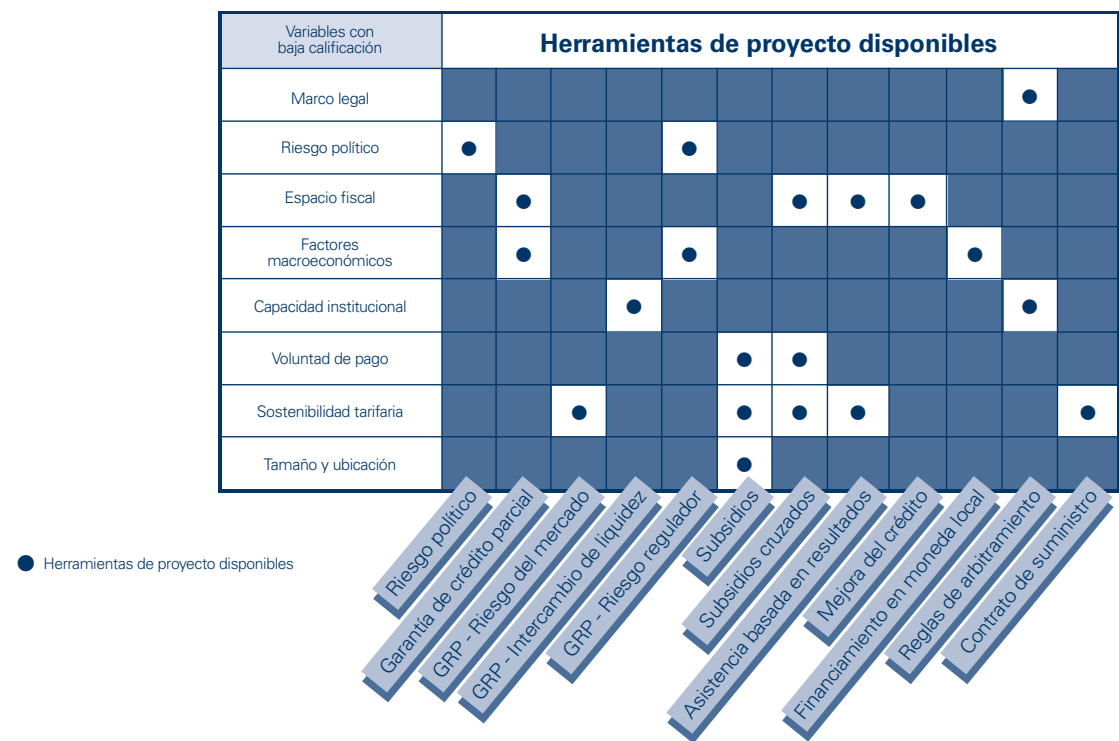 Variables con
baja calificación
Herramientas de proyecto disponibles
Marco legal
Riesgo político
Espacio fiscal
Factores
macroeconómicos
Capacidad institucional
Voluntad de pago
Sostenibilidad tarifaria
Tamaño y ubicación
Riesgo político
Garantía de crédito parcial
GRP - Riesgo del mercado
GRP - Intercambio de liquidez
GRP - Riesgo regulador
Subsidios
Subsidios cruzados
Asistencia basada en resultados
Mejora del crédito
Financiamiento en moneda local
Reglas de arbitramiento
Contrato de suministro
Herramientas de proyecto disponibles